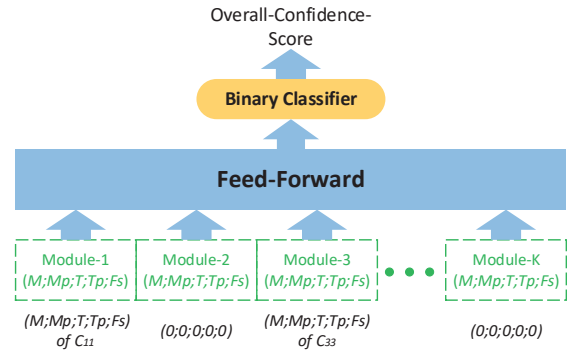 Overall-Confidence-
Score
Binary Classifier
Feed-Forward
Module-1 Module-2 Module-3 Module-K
(M;Mp;T;Tp;Fs) (M;Mp;T;Tp;Fs) (M;Mp;T;Tp;Fs) (M;Mp;T;Tp;Fs)
(M;Mp;T;Tp;Fs) (0;0;0;0;0) (M;Mp;T;Tp;Fs) (0;0;0;0;0)
of C11 of C33